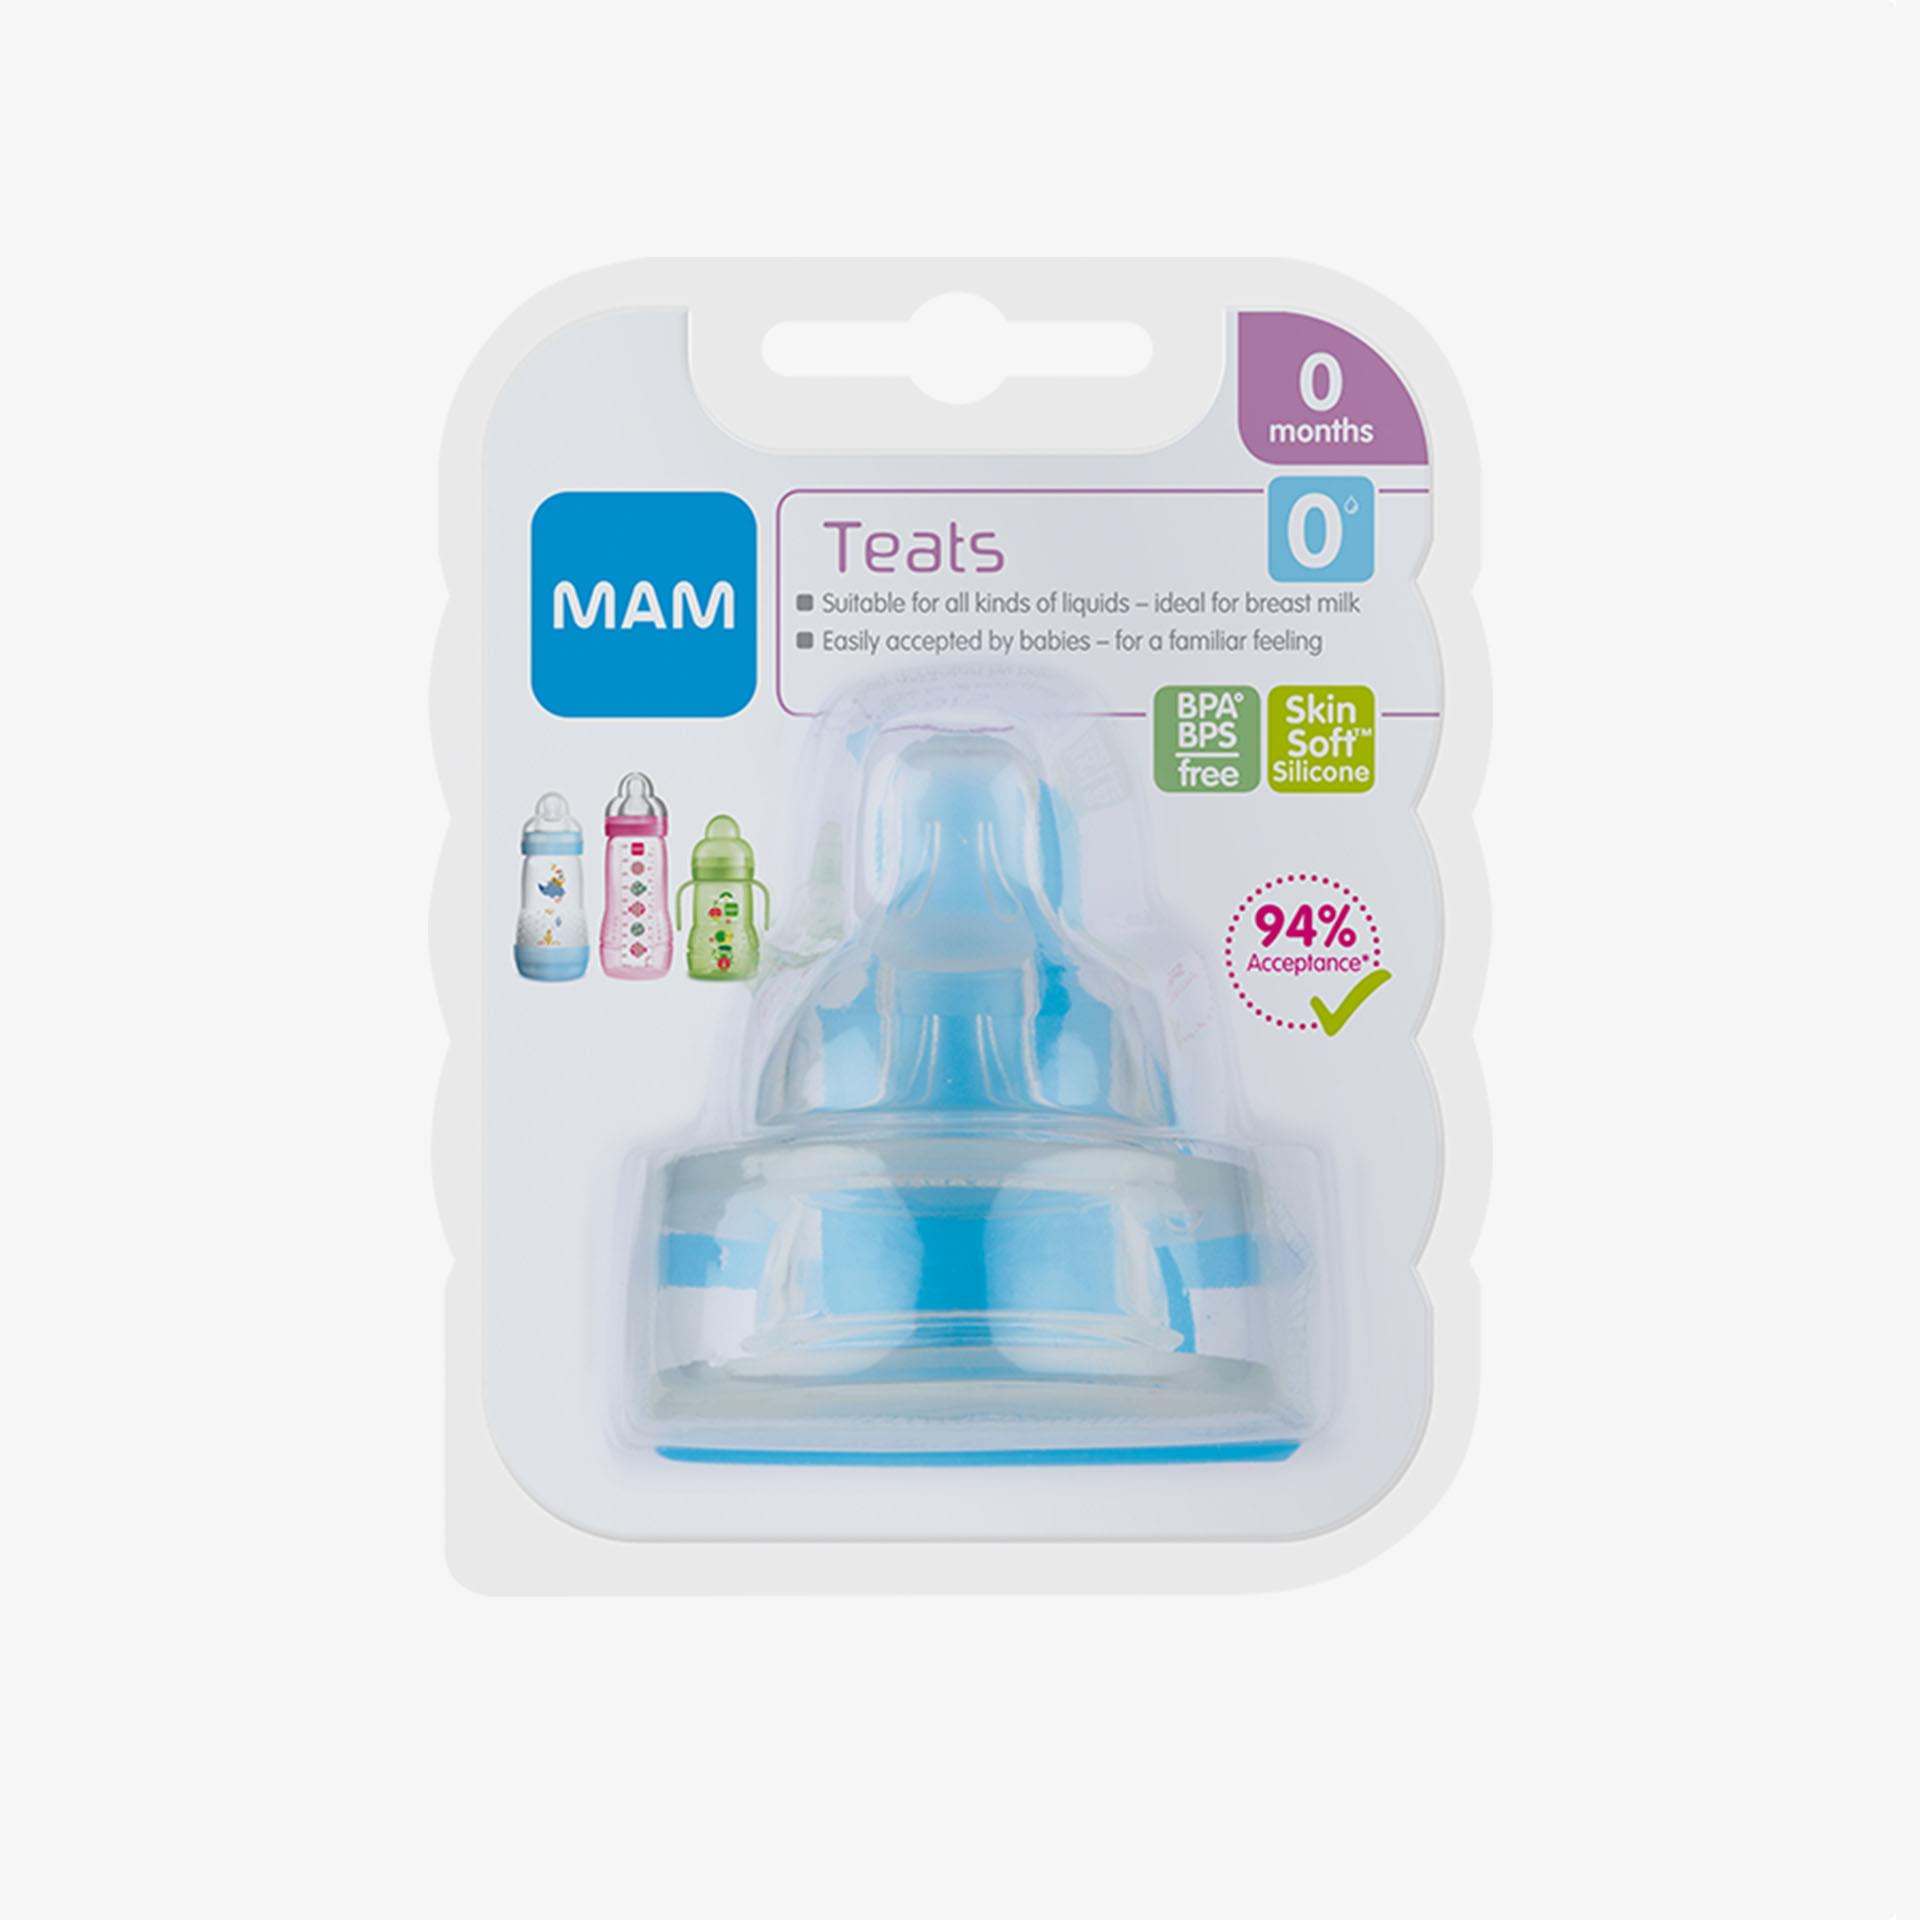 0
months
MAM
Teats
0
Suitable for all kinds of liquids – ideal for breast milk
Easily accepted by babies – for a familiar feeling
BPA°
BPS
free
Skin
Soft™
Silicone
94%
Acceptance*